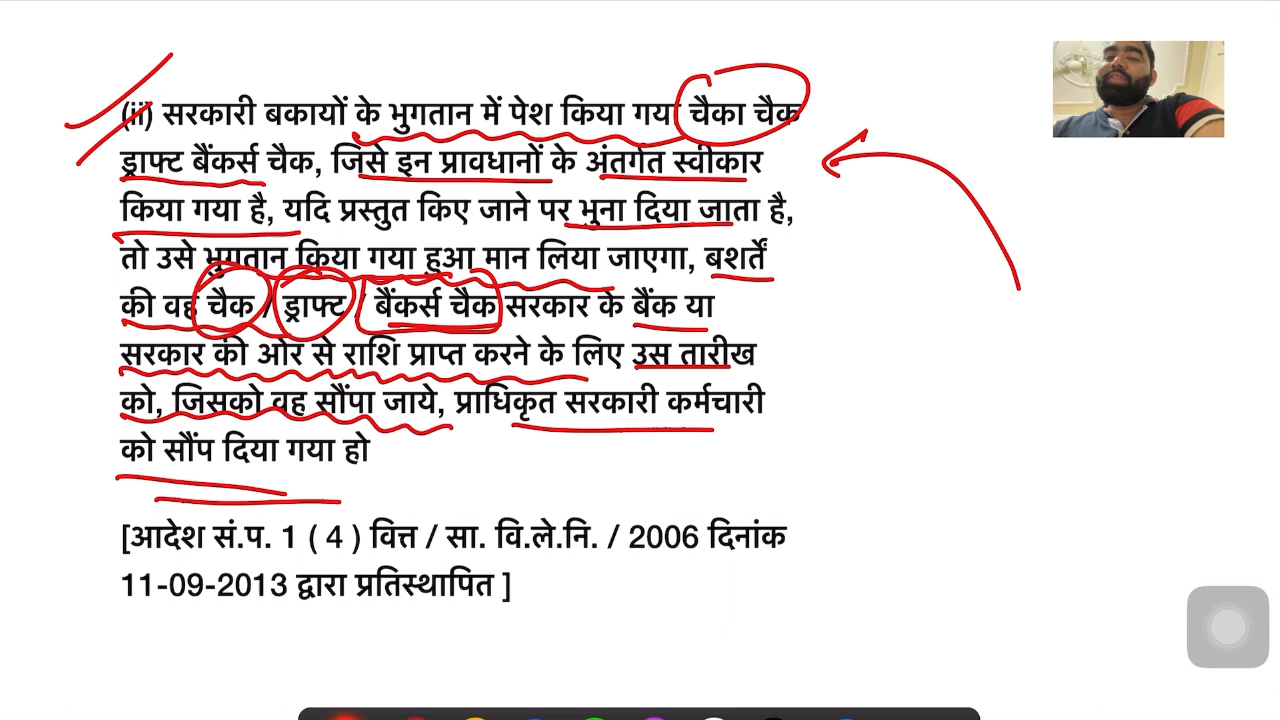 (ii) सरकारी बकायों के भुगतान में पेश किया गया चैका चैक
ड्राफ्ट बैंकर्स चैक, जिसे इन प्रावधानों के अंतर्गत स्वीकार
किया गया है, यदि प्रस्तुत किए जाने पर भुना दिया जाता है,
तो उसे भुगतान किया गया हुआ मान लिया जाएगा, बशर्तें
की वह चैक / ड्राफ्ट / बैंकर्स चैक सरकार के बैंक या
सरकार की ओर से राशि प्राप्त करने के लिए उस तारीख
को, जिसको वह सौंपा जाये, प्राधिकृत सरकारी कर्मचारी
को सौंप दिया गया हो
[आदेश सं.प. 1 ( 4 ) वित्त / सा. वि.ले.नि. / 2006 दिनांक
11-09-2013 द्वारा प्रतिस्थापित ]